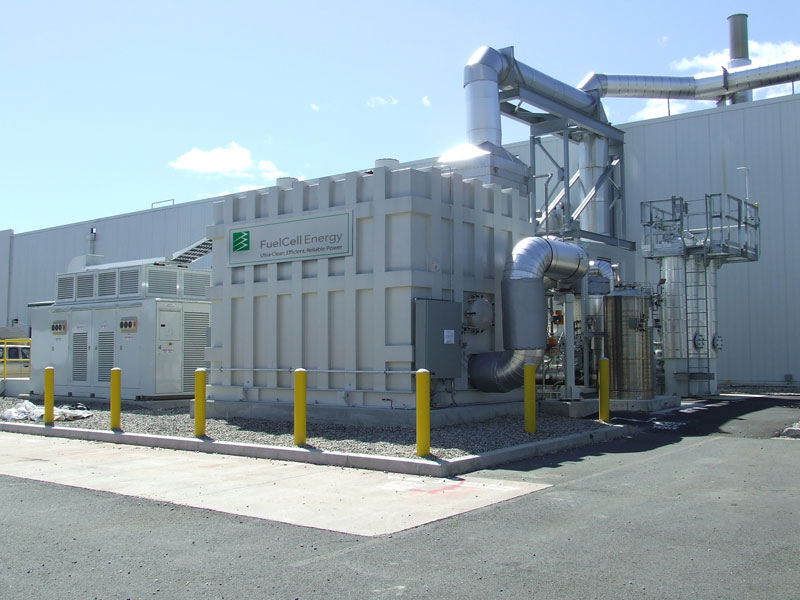 FuelCell Energy
Ultra-Clean, Efficient, Reliable Power